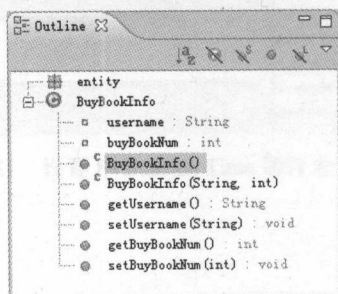 Outline
entity
BuyBookInfo
username : String
buyBookNum : int
BuyBookInfo()
BuyBookInfo(String, int)
getUsername() : String
setUsername(String) : void
getBuyBookNum() : int
setBuyBookNum(int) : void